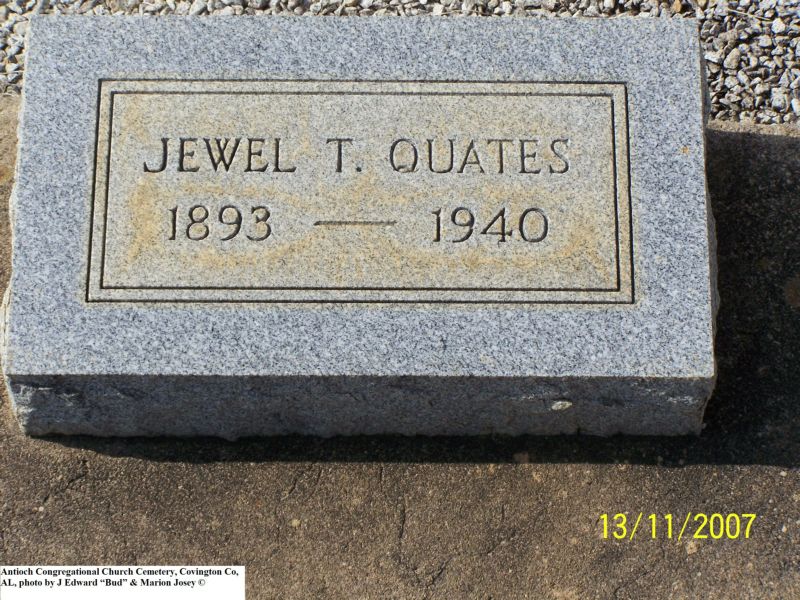 JEWEL T. QUATES
1893 — 1940
13/11/2007
Antioch Congregational Church Cemetery, Covington Co,
AL, photo by J Edward “Bud” & Marion Josey ©